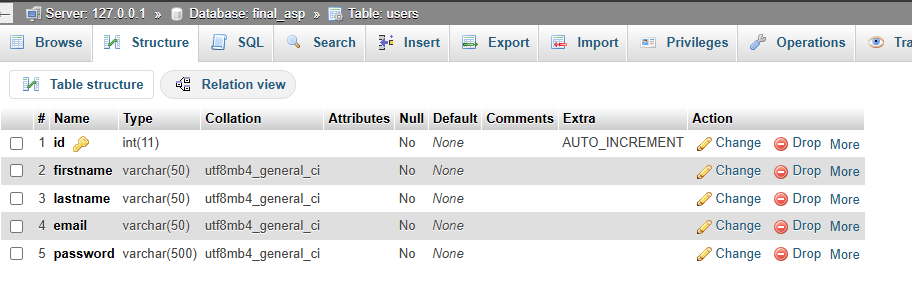 Server: 127.0.0.1 » Database: final_asp » Table: users
Browse Structure SQL Search Insert Export Import Privileges Operations Tra
Table structure Relation view
# Name Type Collation Attributes Null Default Comments Extra Action
1 id int(11) No None AUTO_INCREMENT Change Drop More
2 firstname varchar(50) utf8mb4_general_ci No None Change Drop More
3 lastname varchar(50) utf8mb4_general_ci No None Change Drop More
4 email varchar(50) utf8mb4_general_ci No None Change Drop More
5 password varchar(500) utf8mb4_general_ci No None Change Drop More